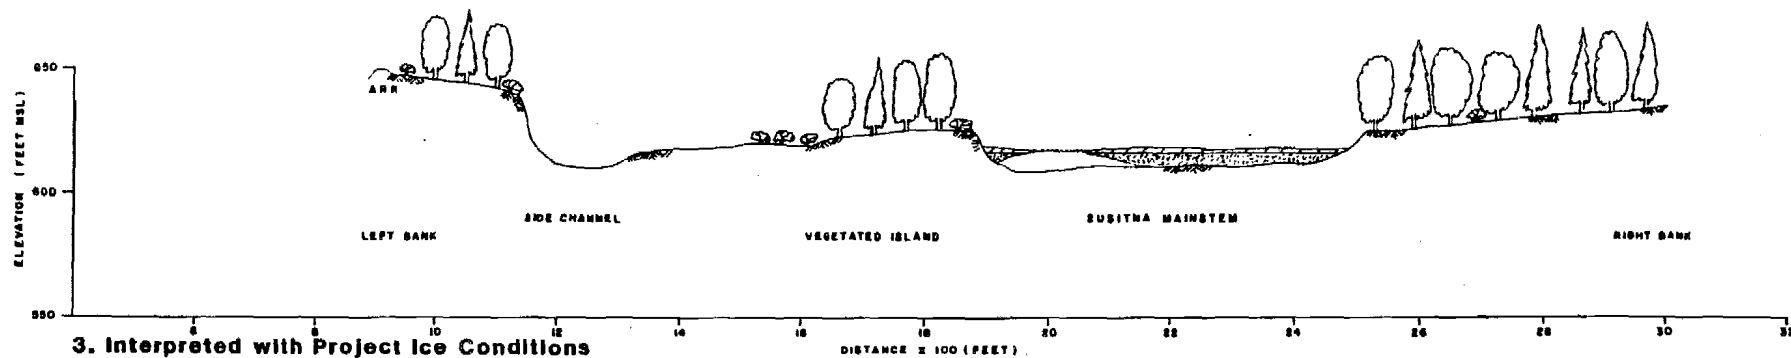 ELEVATION (FEET MSL)
650
600
550
ARR
SIDE CHANNEL
SUSITNA MAINSTEM
LEFT BANK
VEGETATED ISLAND
RIGHT BANK
6 8 10 12 14 16 18 20 22 24 26 28 30 32
3. Interpreted with Project Ice Conditions
DISTANCE X 100 (FEET)